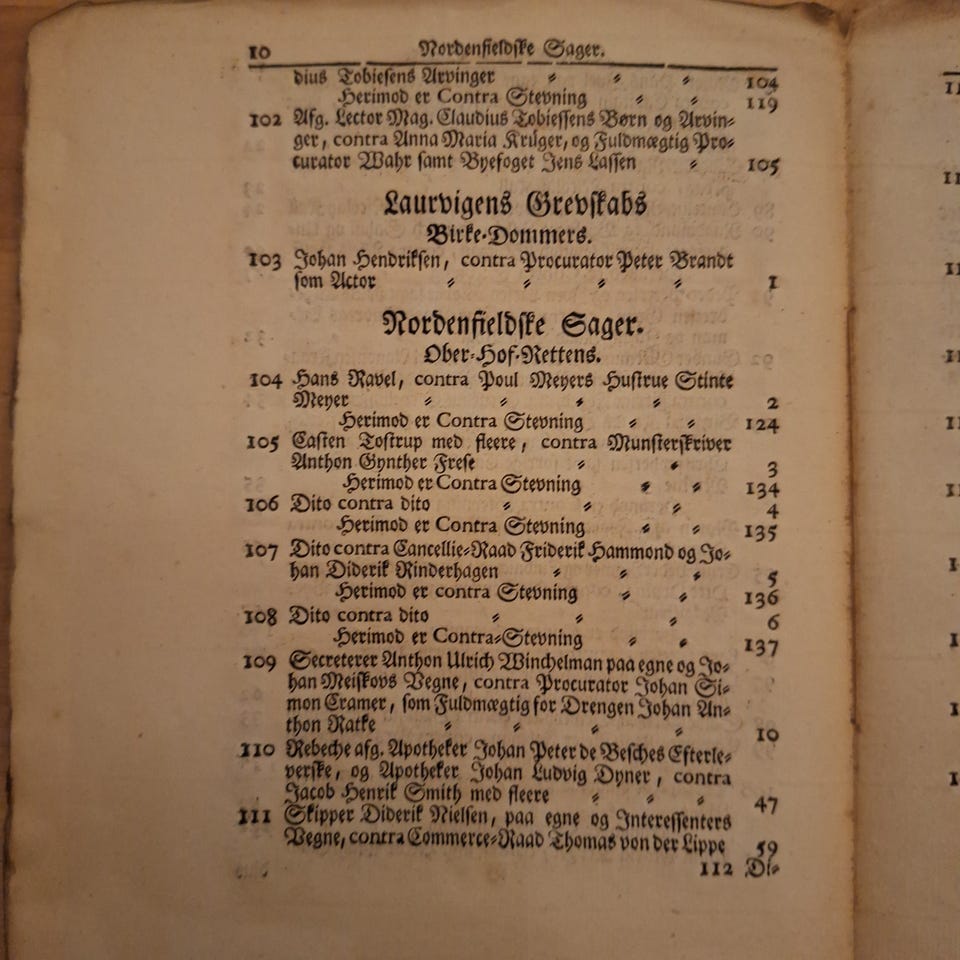 10 Nordenfieldske Sager.
dius Tobiesens Arvinger ⸗ ⸗ ⸗ 104
Herimod er Contra Stevning ⸗ ⸗ 119
102 Afg. Lector Mag. Claudius Tobiessens Børn og Arvin⸗
ger, contra Anna Maria Krüger, og Fuldmægtig Pro⸗
curator Wahr samt Byefoget Jens Lassen ⸗ 105
Laurvigens Grevskabs
Birke⸗Dommers.
103 Johan Hendriksen, contra Procurator Peter Brandt
som Actor ⸗ ⸗ ⸗ ⸗ 1
Nordenfieldske Sager.
Ober⸗Hof⸗Rettens.
104 Hans Ravel, contra Poul Meyers Hustrue Stinte
Meyer ⸗ ⸗ ⸗ ⸗ 2
Herimod er Contra Stevning ⸗ ⸗ 124
105 Casten Tostrup med fleere, contra Munsterskriver
Anthon Gynther Frese ⸗ ⸗ 3
Herimod er Contra Stevning ⸗ ⸗ 134
106 Dito contra dito ⸗ ⸗ ⸗ 4
Herimod er Contra Stevning ⸗ ⸗ 135
107 Dito contra Cancellie⸗Raad Friderik Hammond og Jo⸗
han Diderik Rinderhagen ⸗ ⸗ ⸗ 5
Herimod er contra Stevning ⸗ ⸗ 136
108 Dito contra dito ⸗ ⸗ ⸗ 6
Herimod er Contra⸗Stevning ⸗ ⸗ 137
109 Secreterer Anthon Ulrich Winchelman paa egne og Jo⸗
han Meiskovs Vegne, contra Procurator Johan Si⸗
mon Cramer, som Fuldmægtig for Drengen Johan An⸗
thon Ratke ⸗ ⸗ ⸗ ⸗ 10
110 Rebeche afg. Apotheker Johan Peter de Besches Efterle⸗
verske, og Apotheker Johan Ludvig Dyner, contra
Jacob Henrik Smith med fleere ⸗ ⸗ ⸗ 47
111 Skipper Diderik Nielsen, paa egne og Interessenters
Vegne, contra Commerce⸗Raad Thomas von der Lippe 59
112 Di⸗